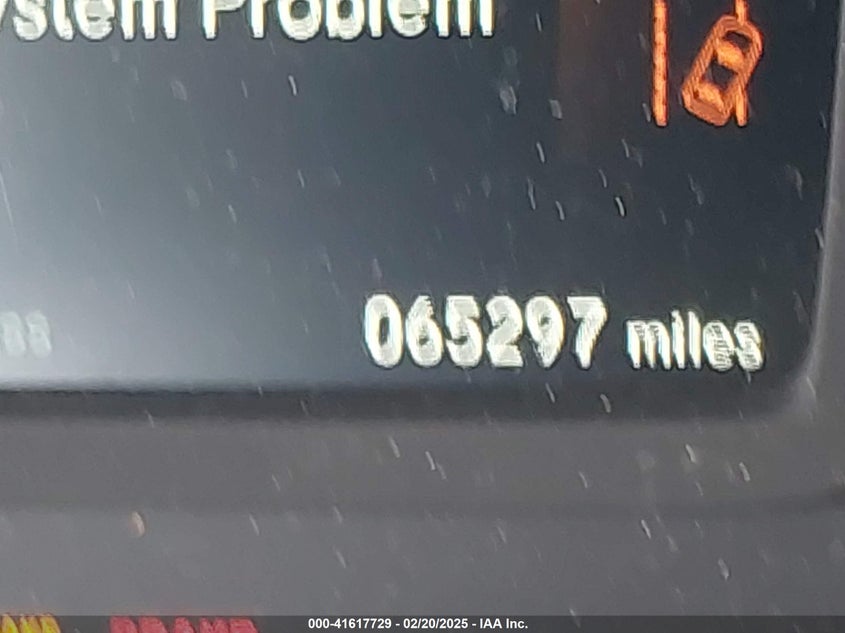 ystem Problem
065297 miles
000-41617729 - 02/20/2025 - IAA Inc.